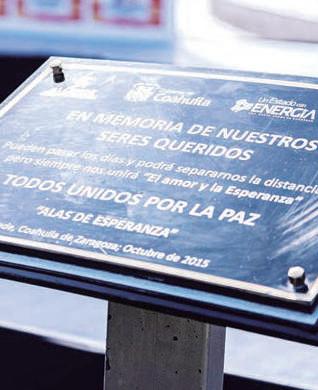 Coahuila
Un Estado con
ENERGÍA
EN MEMORIA DE NUESTROS
SERES QUERIDOS
Pueden pasar los días y podrá separarnos la distancia
pero siempre nos unirá "El amor y la Esperanza"
TODOS UNIDOS POR LA PAZ
"ALAS DE ESPERANZA"
Coahuila de Zaragoza; Octubre de 2015